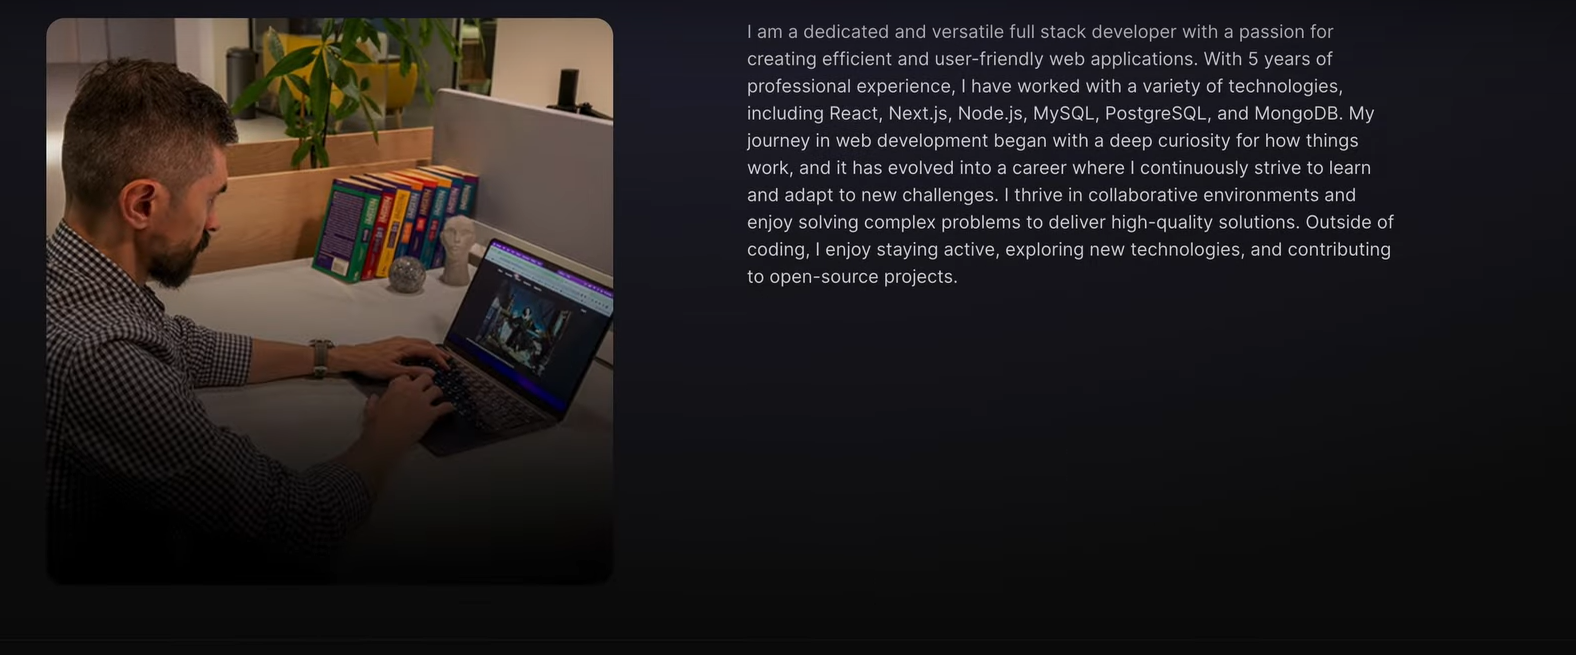 I am a dedicated and versatile full stack developer with a passion for
creating efficient and user-friendly web applications. With 5 years of
professional experience, I have worked with a variety of technologies,
including React, Next.js, Node.js, MySQL, PostgreSQL, and MongoDB. My
journey in web development began with a deep curiosity for how things
work, and it has evolved into a career where I continuously strive to learn
and adapt to new challenges. I thrive in collaborative environments and
enjoy solving complex problems to deliver high-quality solutions. Outside of
coding, I enjoy staying active, exploring new technologies, and contributing
to open-source projects.